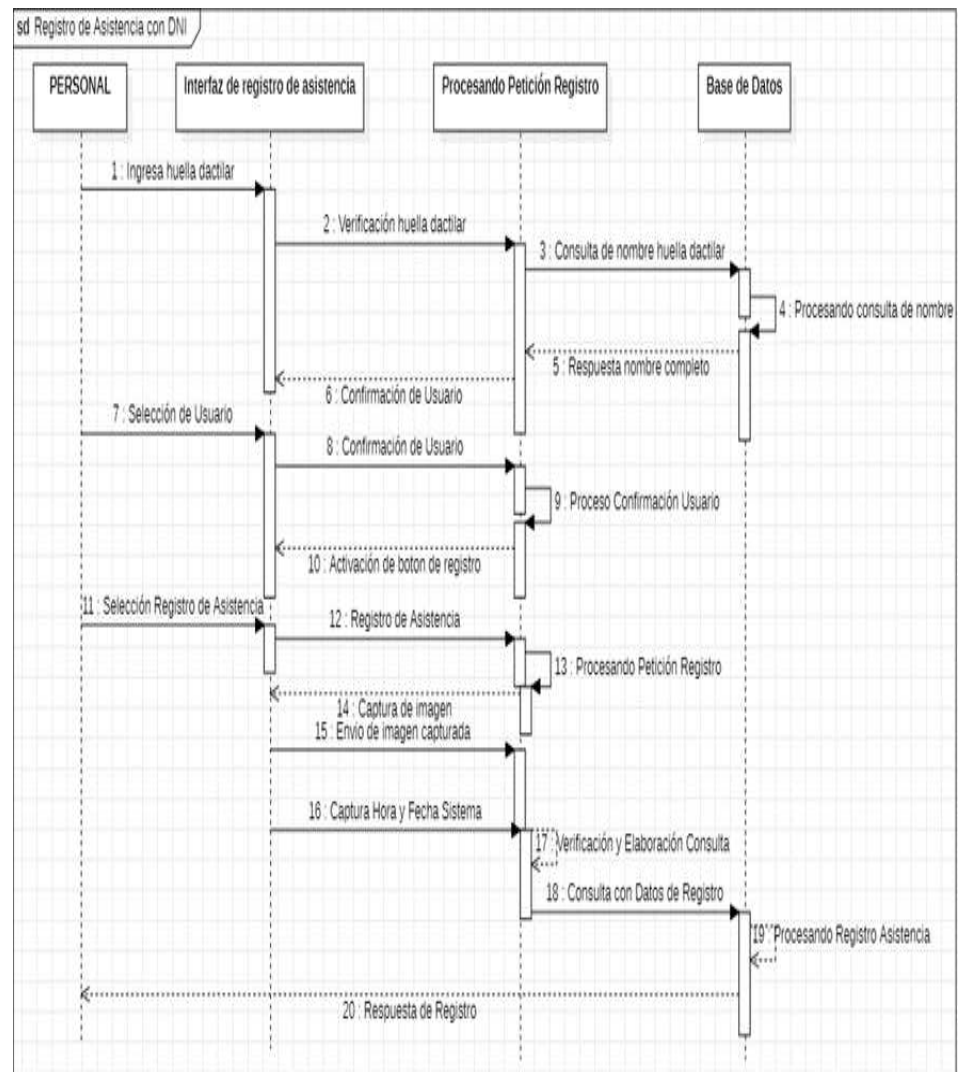 sd Registro de Asistencia con DNI
PERSONAL
Interfaz de registro de asistencia
Procesando Petición Registro
Base de Datos
1 : Ingresa huella dactilar
2 : Verificación huella dactilar
3 : Consulta de nombre huella dactilar
4 : Procesando consulta de nombre
5 : Respuesta nombre completo
6 : Confirmación de Usuario
7 : Selección de Usuario
8 : Confirmación de Usuario
9 : Proceso Confirmación Usuario
10 : Activación de boton de registro
11 : Selección Registro de Asistencia
12 : Registro de Asistencia
13 : Procesando Petición Registro
14 : Captura de imagen
15 : Envio de imagen capturada
16 : Captura Hora y Fecha Sistema
17 : Verificación y Elaboración Consulta
18 : Consulta con Datos de Registro
19 : Procesando Registro Asistencia
20 : Respuesta de Registro